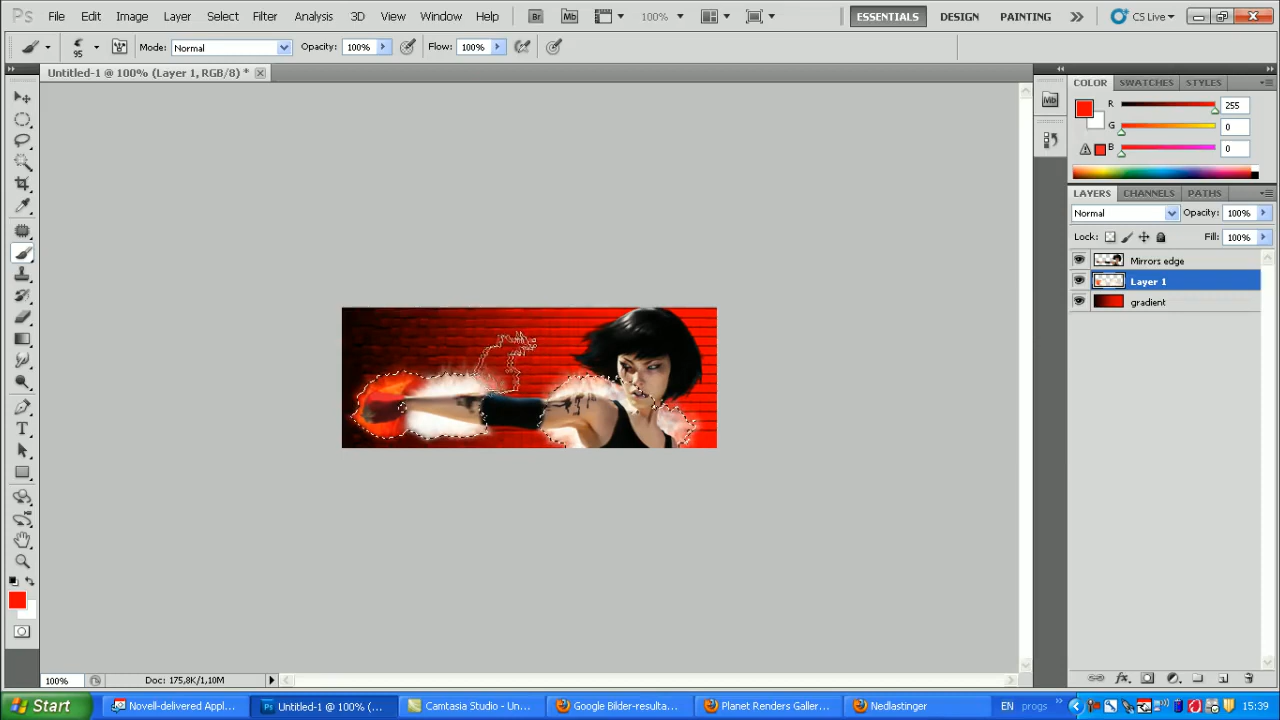 Ps File Edit Image Layer Select Filter Analysis 3D View Window Help Br Mb 100% ESSENTIALS DESIGN PAINTING CS Live
95 Mode: Normal Opacity: 100% Flow: 100%
Untitled-1 @ 100% (Layer 1, RGB/8) *
COLOR SWATCHES STYLES
Mb
R 255
G 0
B 0
LAYERS CHANNELS PATHS
Normal Opacity: 100%
Lock: Fill: 100%
Mirrors edge
Layer 1
gradient
T
100% Doc: 175,8K/1,10M
fx
Start Novell-delivered Appl... Untitled-1 @ 100% (... Camtasia Studio - Un... Google Bilder-resulta... Planet Renders Galler... Nedlastinger EN progs 15:39